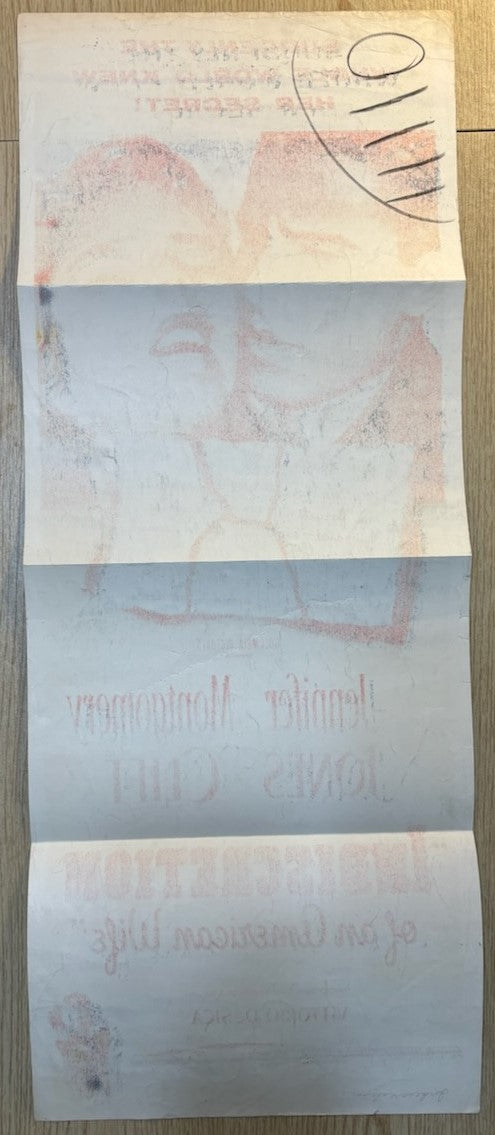 SUDDENLY THE
WHOLE WORLD KNEW
HER SECRET!
Jennifer Montgomery
JONES · CLIFT
"INDISCRETION
of an American Wife"
VITTORIO DE SICA